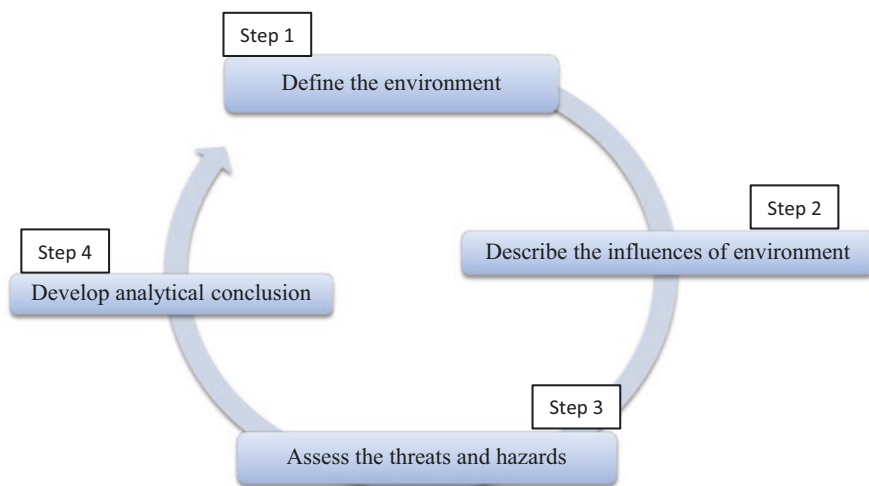 Step 1
Define the environment
Step 2
Describe the influences of environment
Step 3
Assess the threats and hazards
Step 4
Develop analytical conclusion